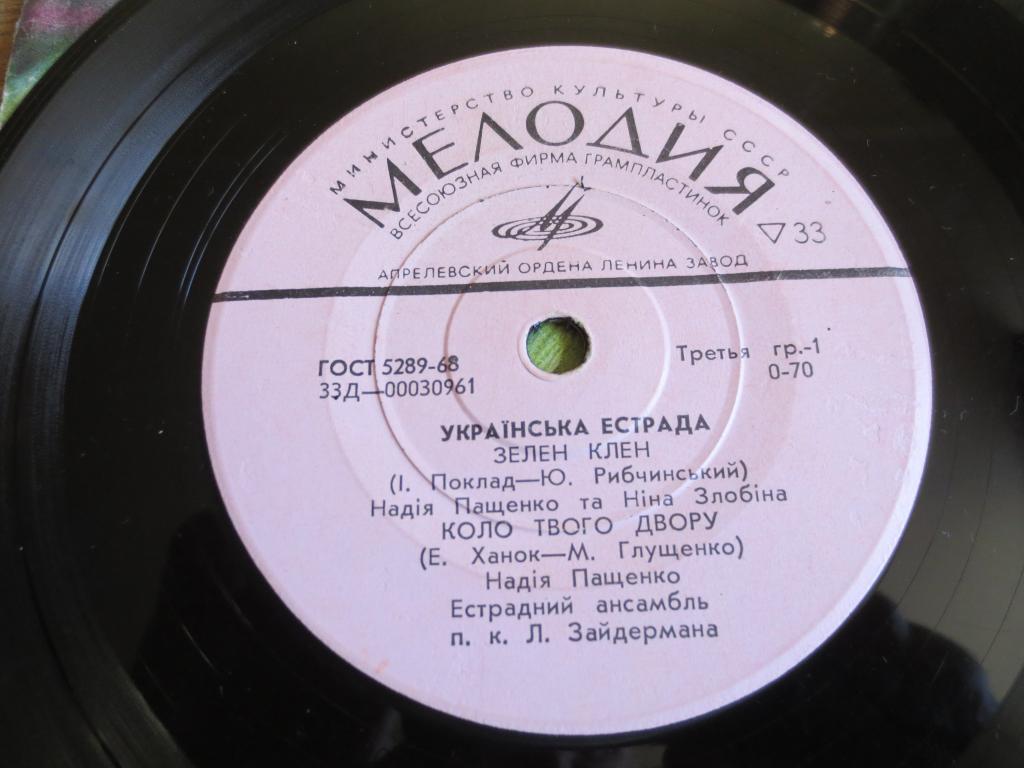 МИНИСТЕРСТВО КУЛЬТУРЫ СССР
МЕЛОДИЯ
ВСЕСОЮЗНАЯ ФИРМА ГРАМПЛАСТИНОК
33
АПРЕЛЕВСКИЙ ОРДЕНА ЛЕНИНА ЗАВОД
ГОСТ 5289-68
33Д—00030961
Третья гр.-1
0-70
УКРАЇНСЬКА ЕСТРАДА
ЗЕЛЕН КЛЕН
(І. Поклад—Ю. Рибчинський)
Надія Пащенко та Ніна Злобіна
КОЛО ТВОГО ДВОРУ
(Е. Ханок—М. Глущенко)
Надія Пащенко
Естрадний ансамбль
п. к. Л. Зайдермана